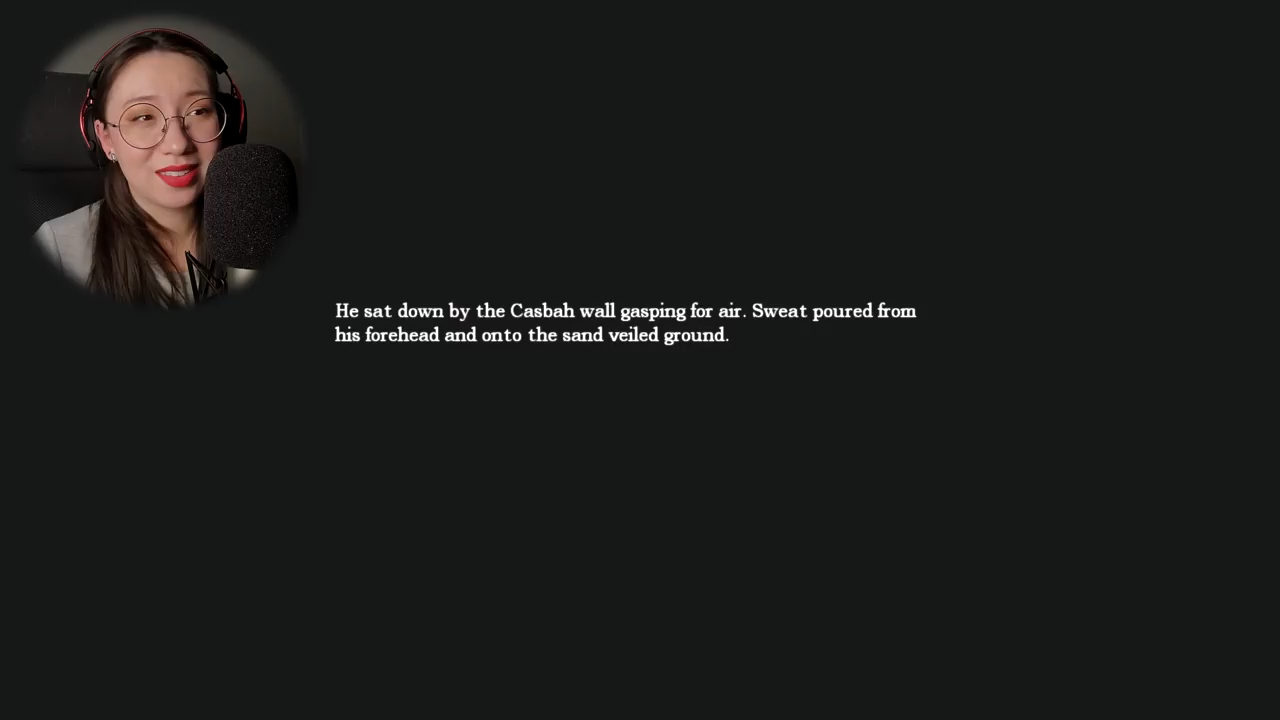 He sat down by the Casbah wall gasping for air. Sweat poured from
his forehead and onto the sand veiled ground.